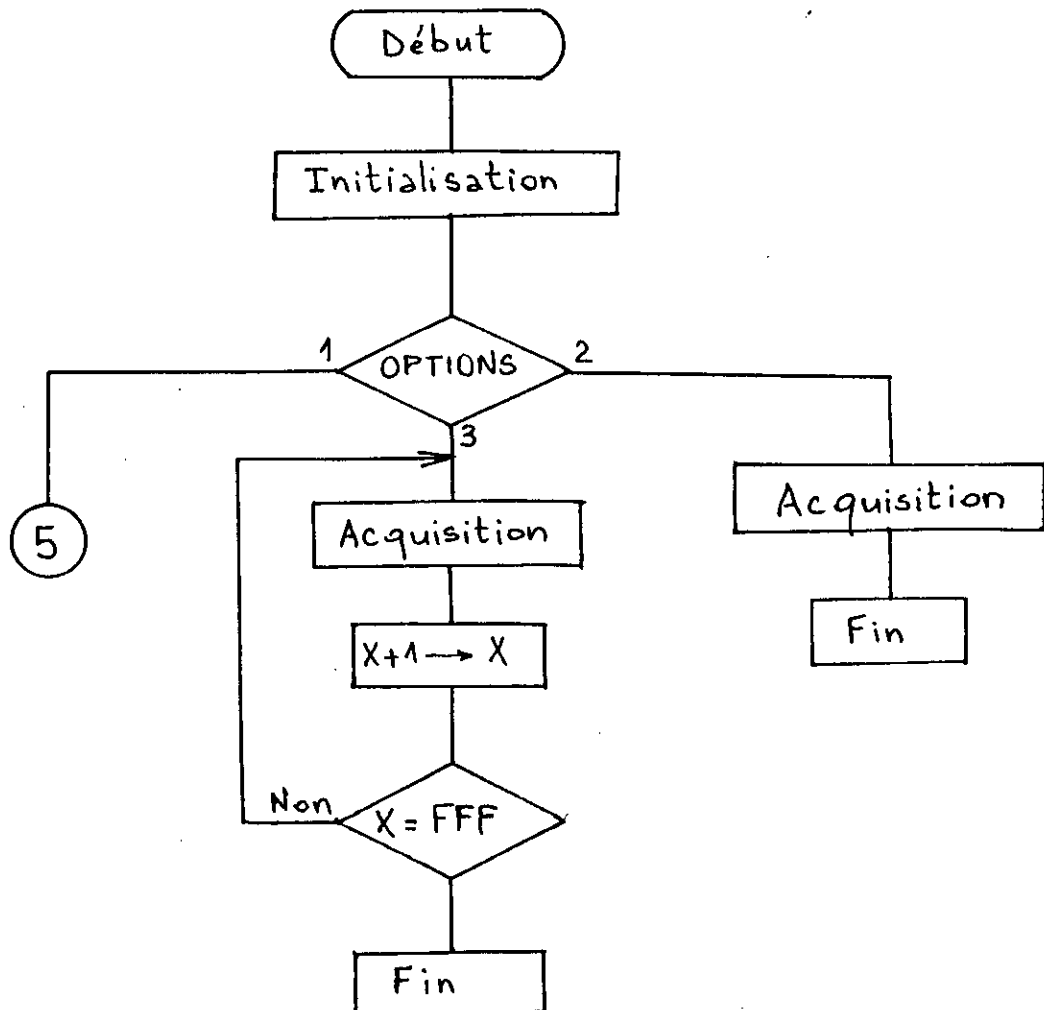 Début
Initialisation
1
OPTIONS
2
3
5
Acquisition
Acquisition
X+1 → X
Fin
Non
X = FFF
Fin